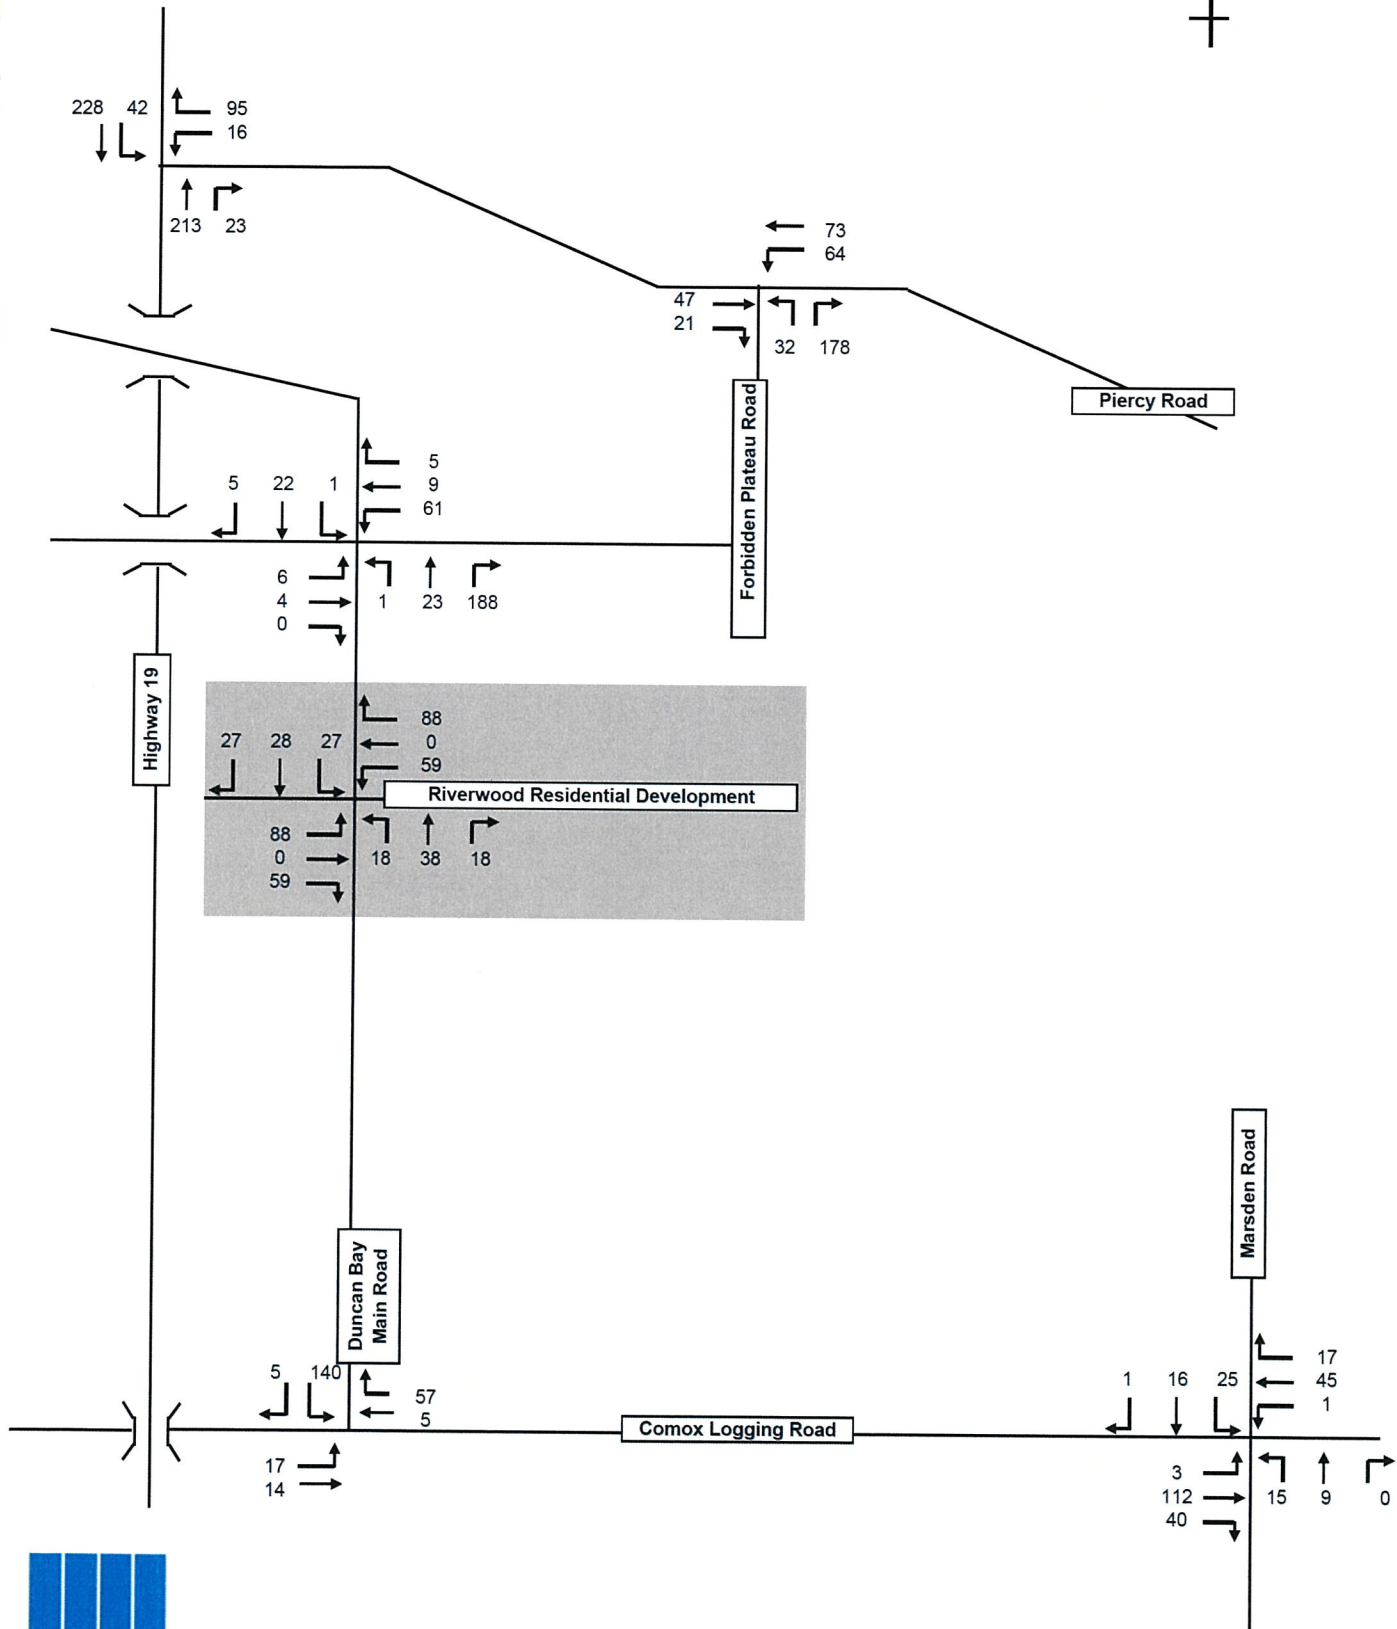 228 42 95
16
213 23
73
64
47
21
32 178
Piercy Road
Forbidden Plateau Road
5
5 22 1 9
61
6
4 1 23 188
0
Highway 19
88
27 28 27 0
59
Riverwood Residential Development
88
0 18 38 18
59
Marsden Road
Duncan Bay
Main Road
17
5 140 1 16 25 45
57 1
5
Comox Logging Road
17
14
3
112 15 9 0
40